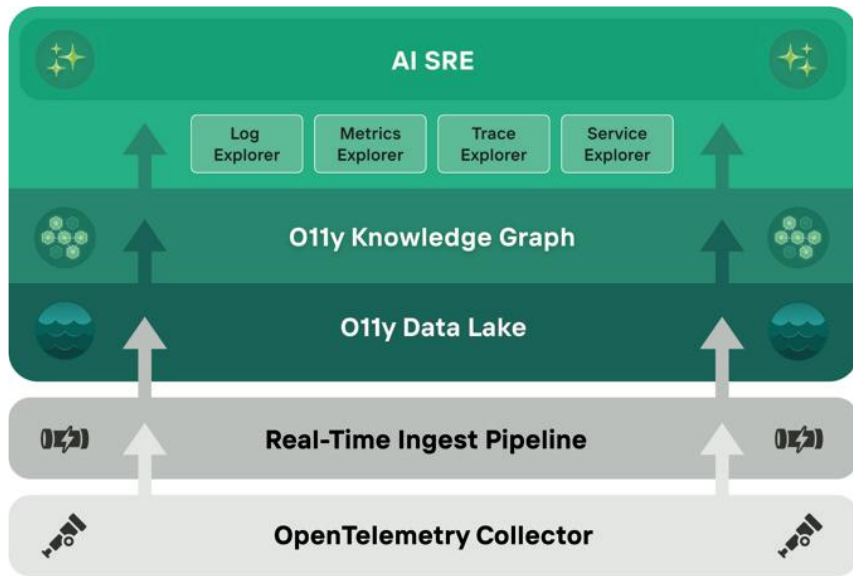 AI SRE
Log
Explorer
Metrics
Explorer
Trace
Explorer
Service
Explorer
O11y Knowledge Graph
O11y Data Lake
Real-Time Ingest Pipeline
OpenTelemetry Collector